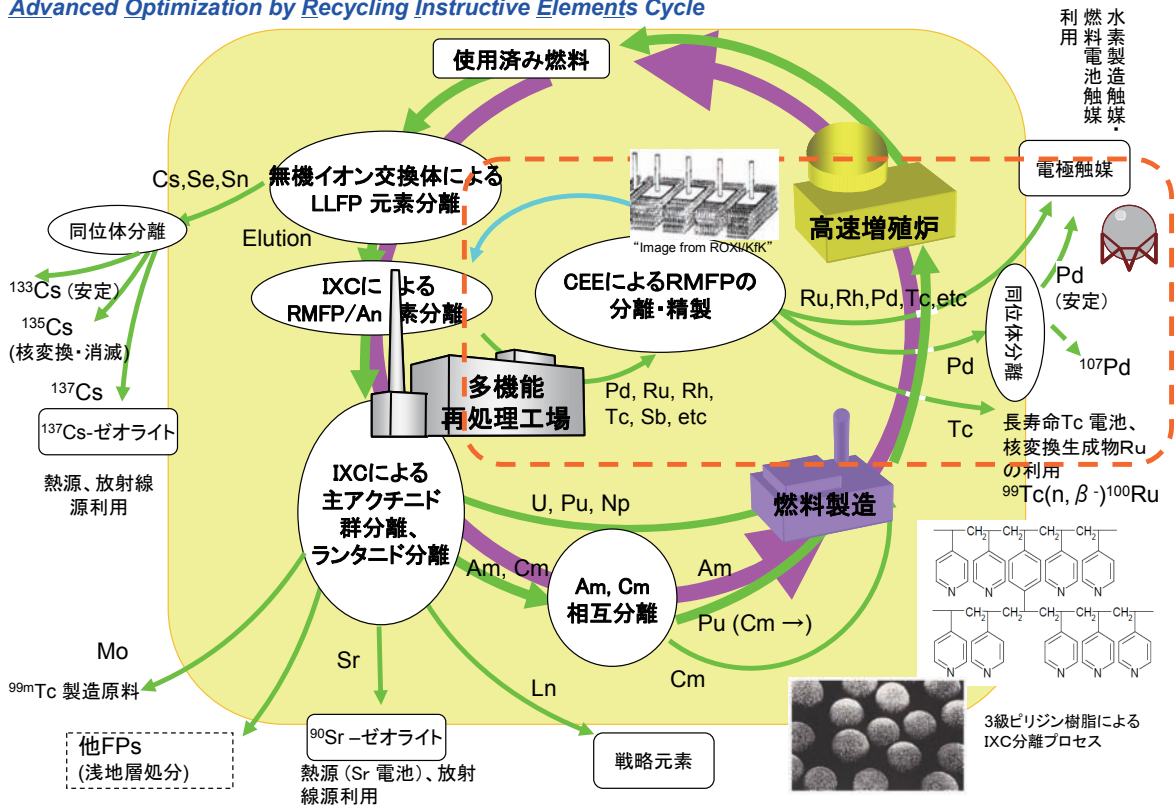 Advanced Optimization by Recycling Instructive Elements Cycle
水素製造触媒・
燃料電池触媒
利用
使用済み燃料
無機イオン交換体による
LLFP 元素分離
Cs,Se,Sn
同位体分離
Elution
133Cs (安定)
135Cs
(核変換・消滅)
137Cs
137Cs-ゼオライト
熱源、放射線
源利用
IXCによる
RMFP/An 素分離
多機能
再処理工場
"Image from ROXI/KfK"
CEEによるRMFPの
分離・精製
Pd, Ru, Rh,
Tc, Sb, etc
高速増殖炉
Ru,Rh,Pd,Tc,etc
電極触媒
Pd
(安定)
同位体分離
Pd
107Pd
Tc
長寿命Tc 電池、
核変換生成物Ru
の利用
99Tc(n, β-)100Ru
IXCによる
主アクチニド
群分離、
ランタニド分離
U, Pu, Np
燃料製造
Am, Cm
Am, Cm
相互分離
Am
Pu (Cm →)
Cm
Mo
99mTc 製造原料
Sr
Ln
他FPs
(浅地層処分)
90Sr –ゼオライト
熱源 (Sr 電池)、放射
線源利用
戦略元素
CH2 CH2 CH2 CH2
N N N N
CH2 CH2 CH2 CH2
N N N N N
3級ピリジン樹脂による
IXC分離プロセス